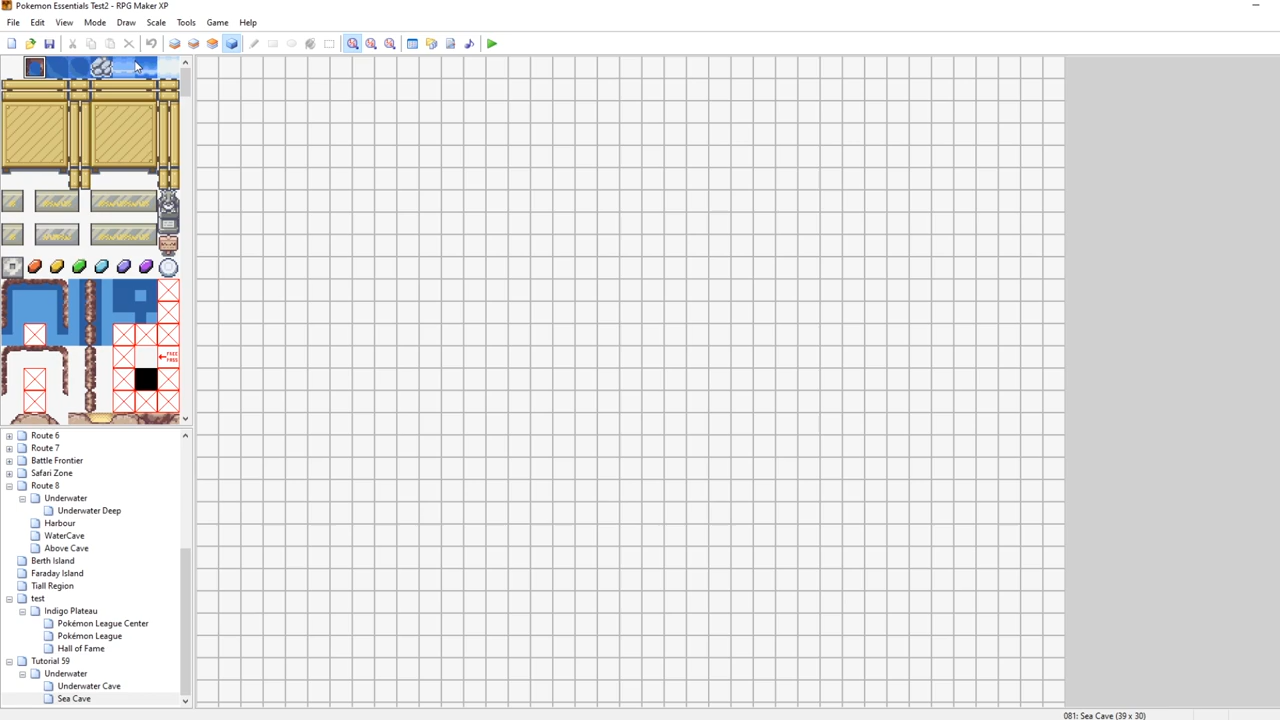 Pokemon Essentials Test2 - RPG Maker XP
File Edit View Mode Draw Scale Tools Game Help
FREE
PASS
Route 6
Route 7
Battle Frontier
Safari Zone
Route 8
Underwater
Underwater Deep
Harbour
WaterCave
Above Cave
Berth Island
Faraday Island
Tiall Region
test
Indigo Plateau
Pokémon League Center
Pokémon League
Hall of Fame
Tutorial 59
Underwater
Underwater Cave
Sea Cave
081: Sea Cave (39 x 30)